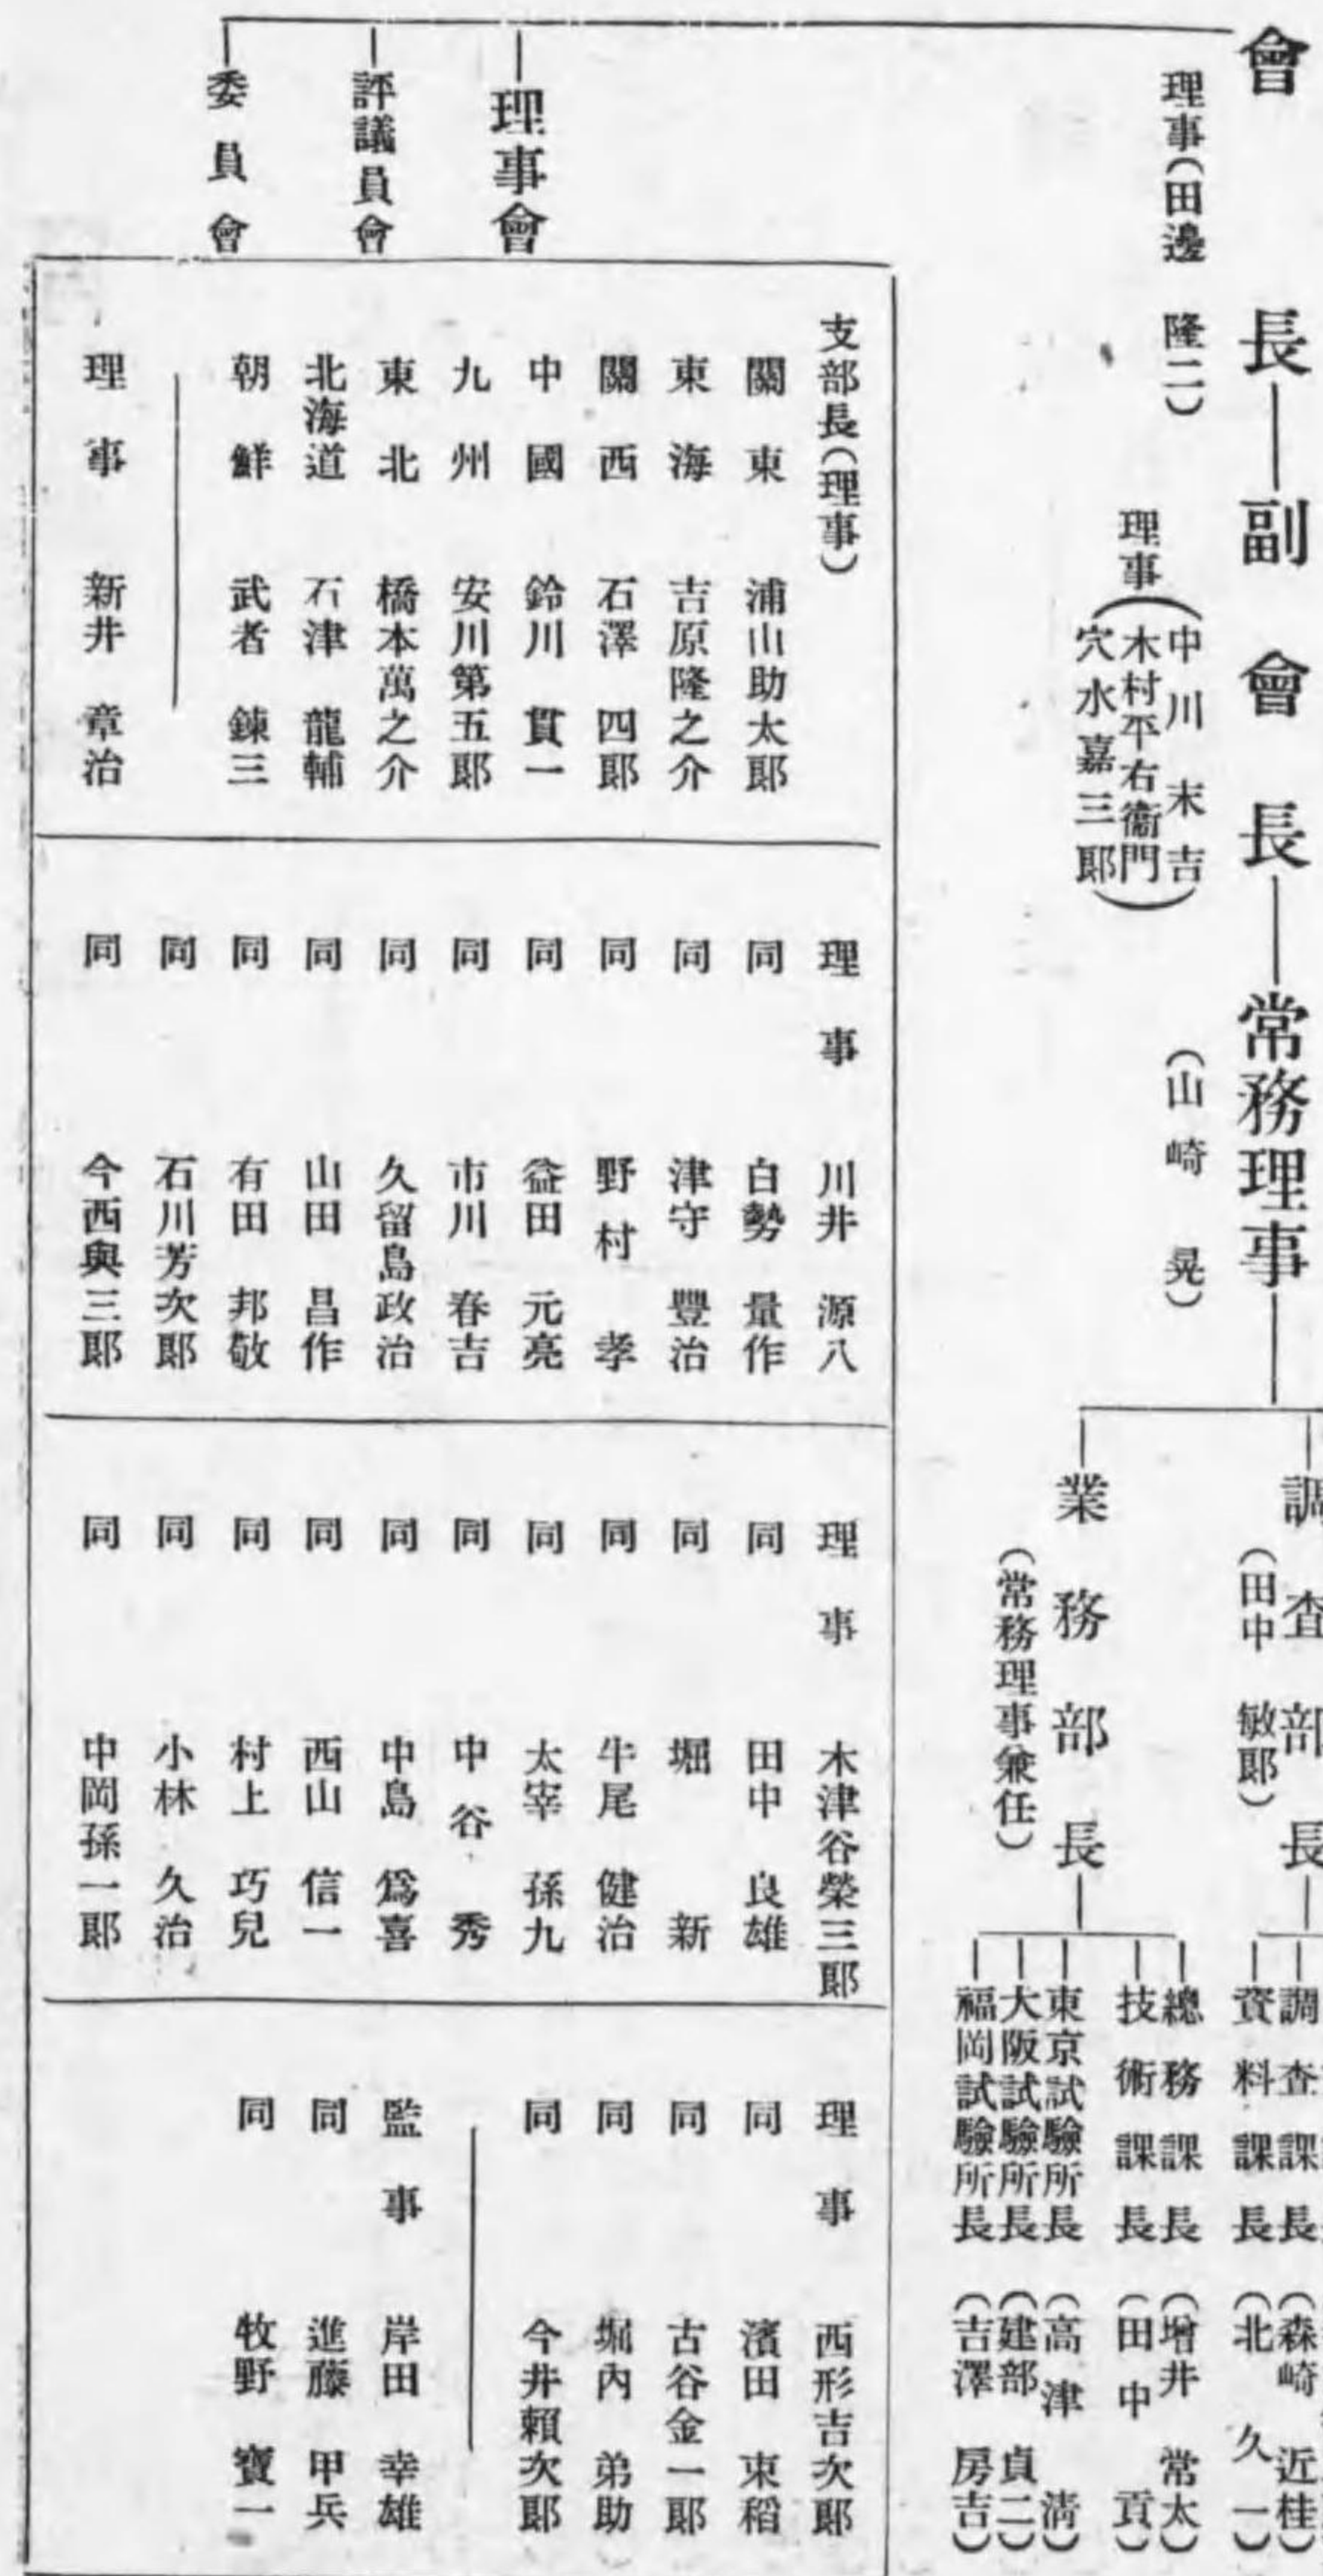 會長―副會長―常務理事
理事(田邊 隆二)
理事(中川末吉
木村平右衞門
穴水嘉三郎)
(山崎 晃)
調査部長
(田中 敏郎)
調査課長(森崎 近桂)
資料課長(北 久一)
業務部長
(常務理事兼任)
總務課長(增井 常太)
技術課長(田中 貢)
東京試驗所長(高津 淸)
大阪試驗所長(建部 貞二)
福岡試驗所長(吉澤 房吉)
理事會
評議員會
委員會
支部長(理事)
關東 浦山助太郎
東海 吉原隆之介
關西 石澤 四郎
中國 鈴川 貫一
九州 安川第五郎
東北 橋本萬之介
北海道 石津 龍輔
朝鮮 武者 鍊三
理事 新井 章治
理事 川井 源八
同 白勢 量作
同 津守 豐治
同 野村 孝
同 益田 元亮
同 市川 春吉
同 久留島政治
同 山田 昌作
同 有田 邦敬
同 石川芳次郎
同 今西與三郎
理事 木津谷榮三郎
同 田中 良雄
同 堀 新
同 牛尾 健治
同 太宰 孫九
同 中谷 秀
同 中島 爲喜
同 西山 信一
同 村上 巧兒
同 小林 久治
同 中岡孫一郎
理事 西形吉次郎
同 濱田 東稻
同 古谷金一郎
同 堀內 弟助
同 今井賴次郎
監事 岸田 幸雄
同 進藤 甲兵
同 牧野 寶一